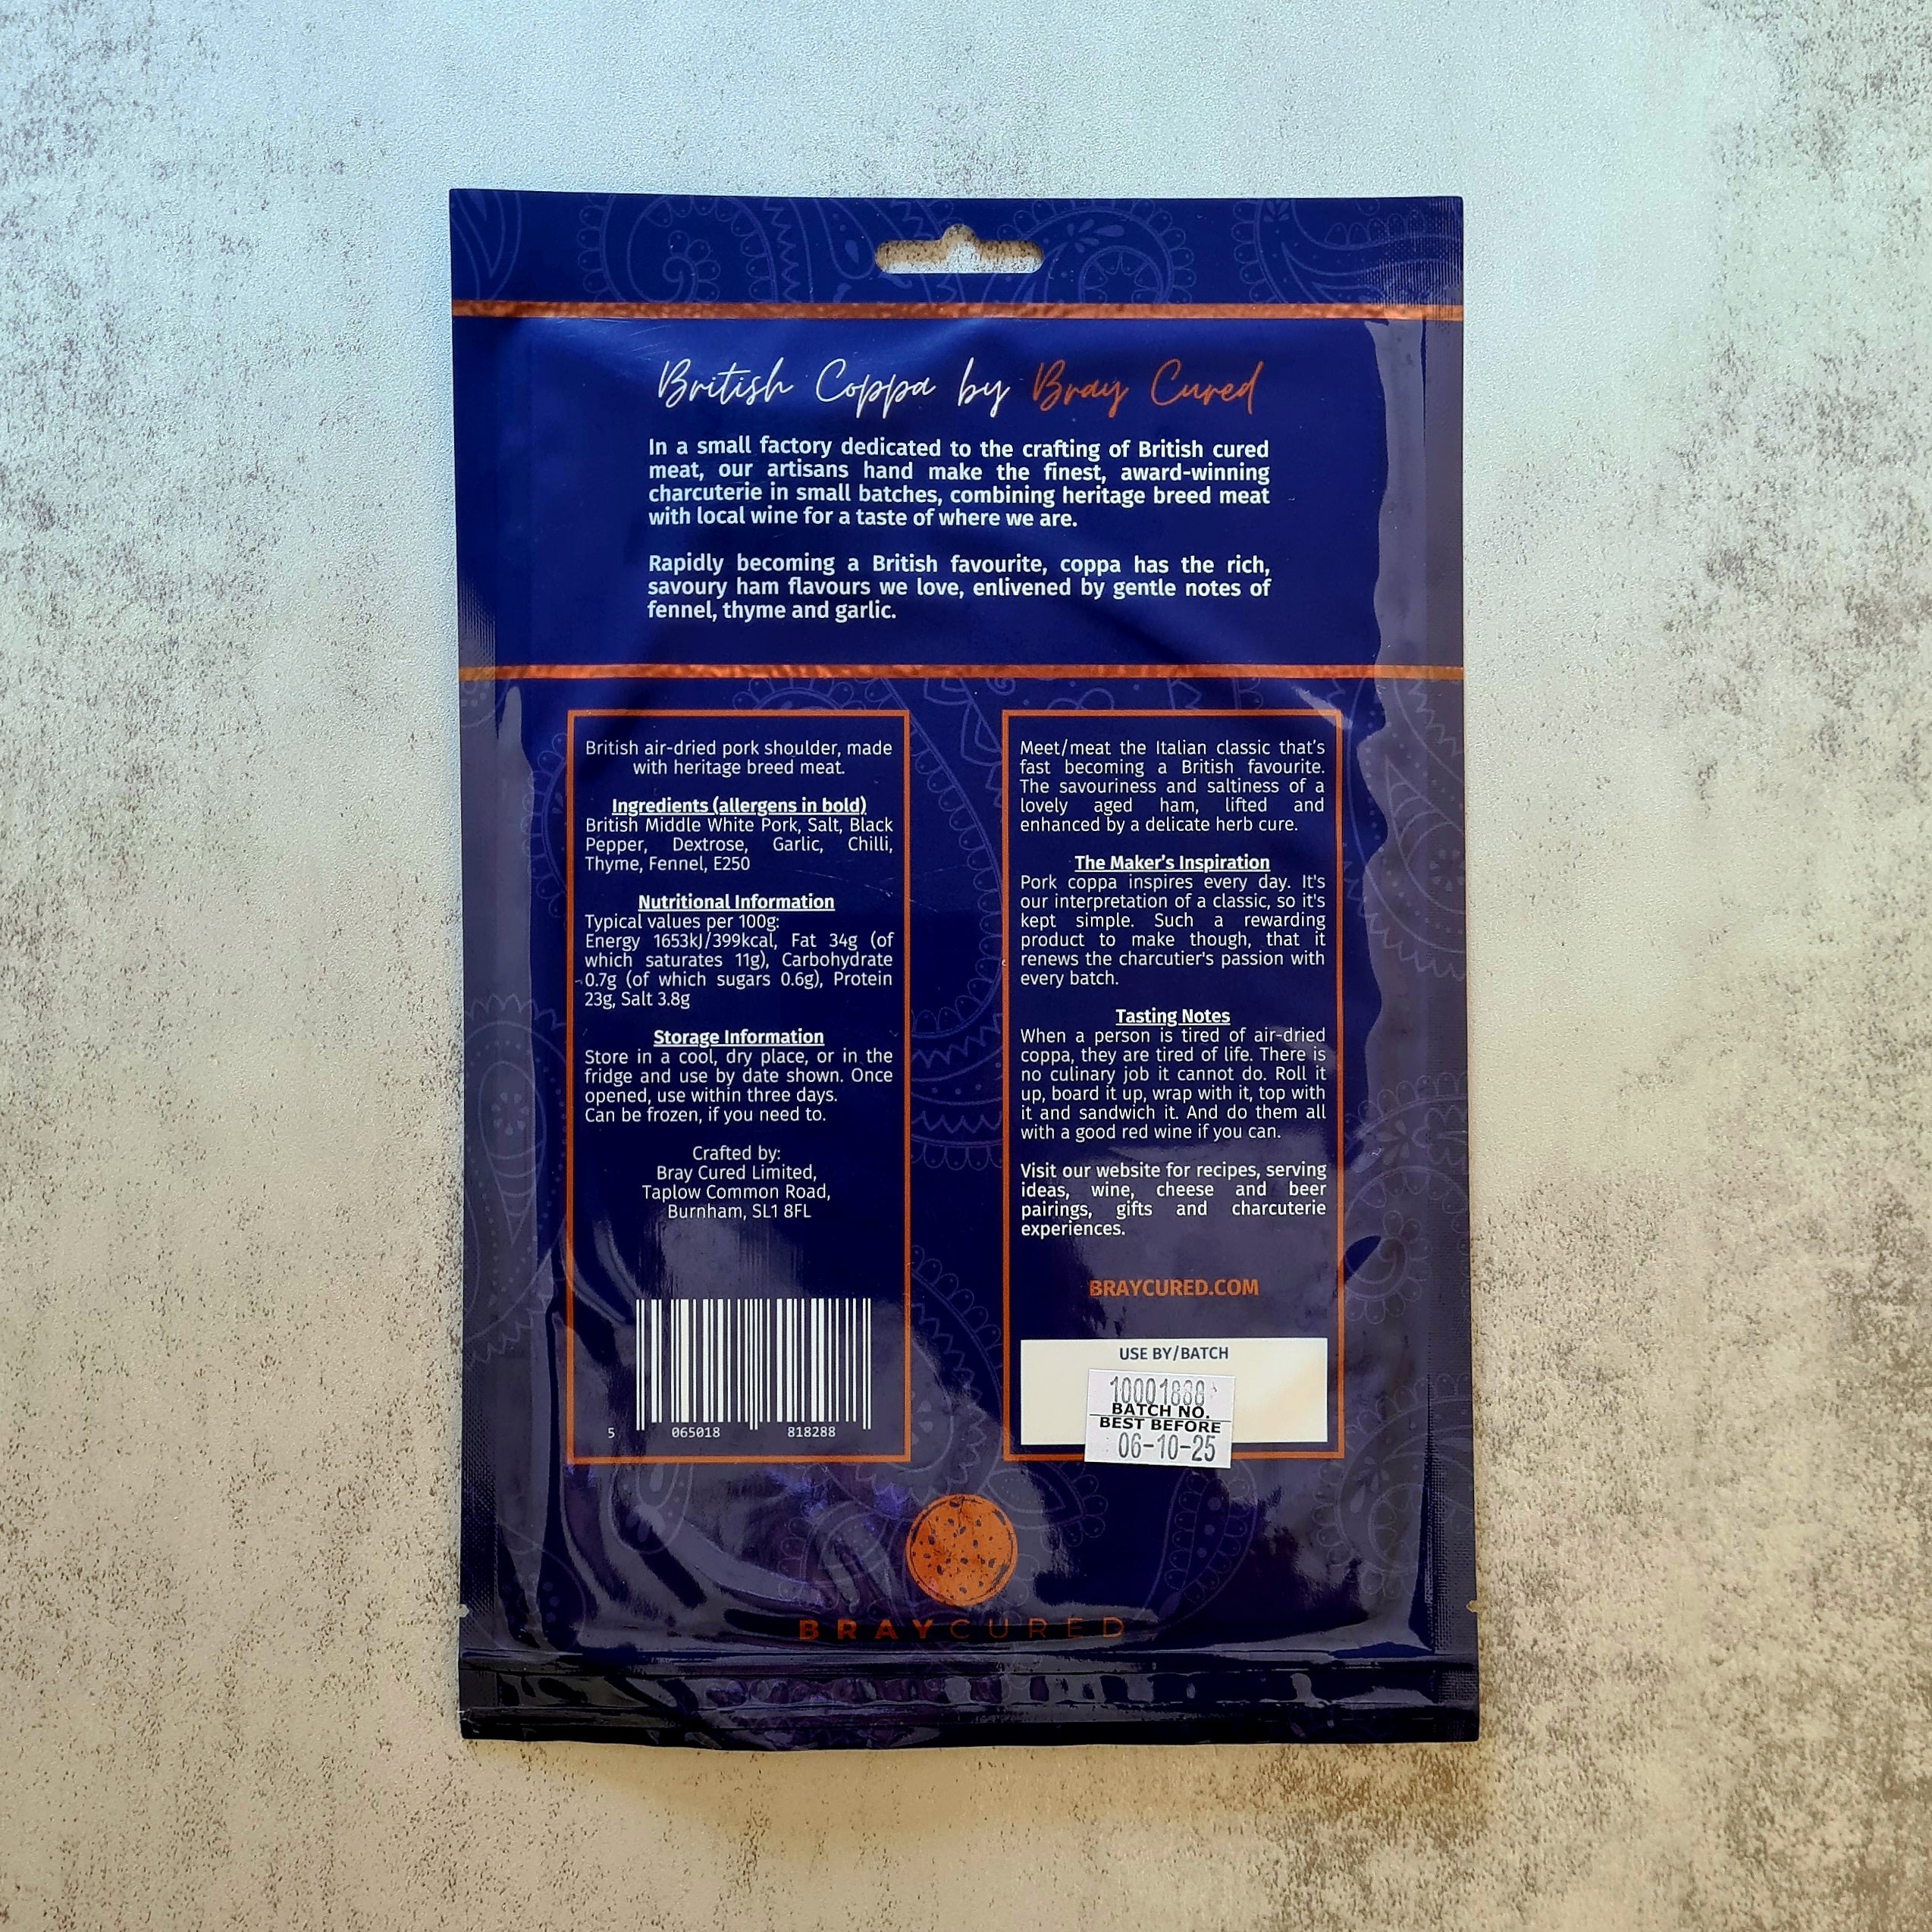 British Coppa by Bray Cured
In a small factory dedicated to the crafting of British cured
meat, our artisans hand make the finest, award-winning
charcuterie in small batches, combining heritage breed meat
with local wine for a taste of where we are.
Rapidly becoming a British favourite, coppa has the rich,
savoury ham flavours we love, enlivened by gentle notes of
fennel, thyme and garlic.
British air-dried pork shoulder, made
with heritage breed meat.
Ingredients (allergens in bold)
British Middle White Pork, Salt, Black
Pepper, Dextrose, Garlic, Chilli,
Thyme, Fennel, E250
Nutritional Information
Typical values per 100g:
Energy 1653kJ/399kcal, Fat 34g (of
which saturates 11g), Carbohydrate
0.7g (of which sugars 0.6g), Protein
23g, Salt 3.8g
Storage Information
Store in a cool, dry place, or in the
fridge and use by date shown. Once
opened, use within three days.
Can be frozen, if you need to.
Crafted by:
Bray Cured Limited,
Taplow Common Road,
Burnham, SL1 8FL
5 065018 818288
Meet/meat the Italian classic that's
fast becoming a British favourite.
The savouriness and saltiness of a
lovely aged ham, lifted and
enhanced by a delicate herb cure.
The Maker's Inspiration
Pork coppa inspires every day. It's
our interpretation of a classic, so it's
kept simple. Such a rewarding
product to make though, that it
renews the charcutier's passion with
every batch.
Tasting Notes
When a person is tired of air-dried
coppa, they are tired of life. There is
no culinary job it cannot do. Roll it
up, board it up, wrap with it, top with
it and sandwich it. And do them all
with a good red wine if you can.
Visit our website for recipes, serving
ideas, wine, cheese and beer
pairings, gifts and charcuterie
experiences.
BRAYCURED.COM
USE BY/BATCH
BATCH NO.
BEST BEFORE
06-10-25
BRAYCURED